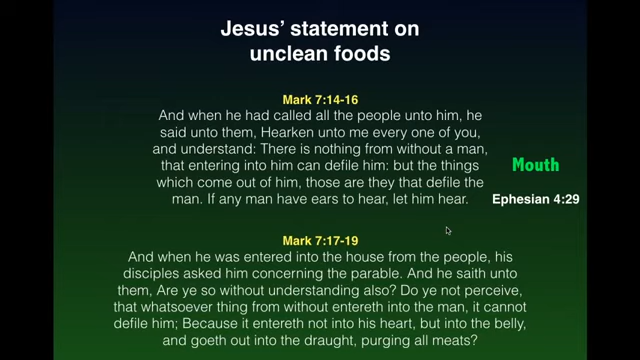 Jesus' statement on
unclean foods
Mark 7:14-16
And when he had called all the people unto him, he
said unto them, Hearken unto me every one of you,
and understand: There is nothing from without a man,
that entering into him can defile him: but the things
which come out of him, those are they that defile the
man. If any man have ears to hear, let him hear.
Mouth
Ephesian 4:29
Mark 7:17-19
And when he was entered into the house from the people, his
disciples asked him concerning the parable. And he saith unto
them, Are ye so without understanding also? Do ye not perceive,
that whatsoever thing from without entereth into the man, it cannot
defile him; Because it entereth not into his heart, but into the belly,
and goeth out into the draught, purging all meats?